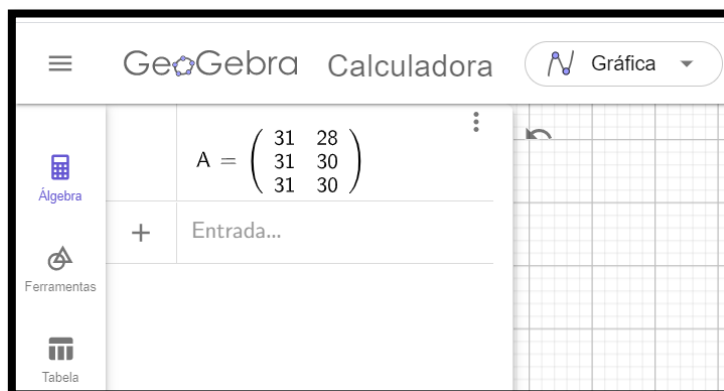 GeoGebra Calculadora Gráfica
Álgebra
Ferramentas
Tabela
A = ( 31 28
31 30
31 30 )
+ Entrada...